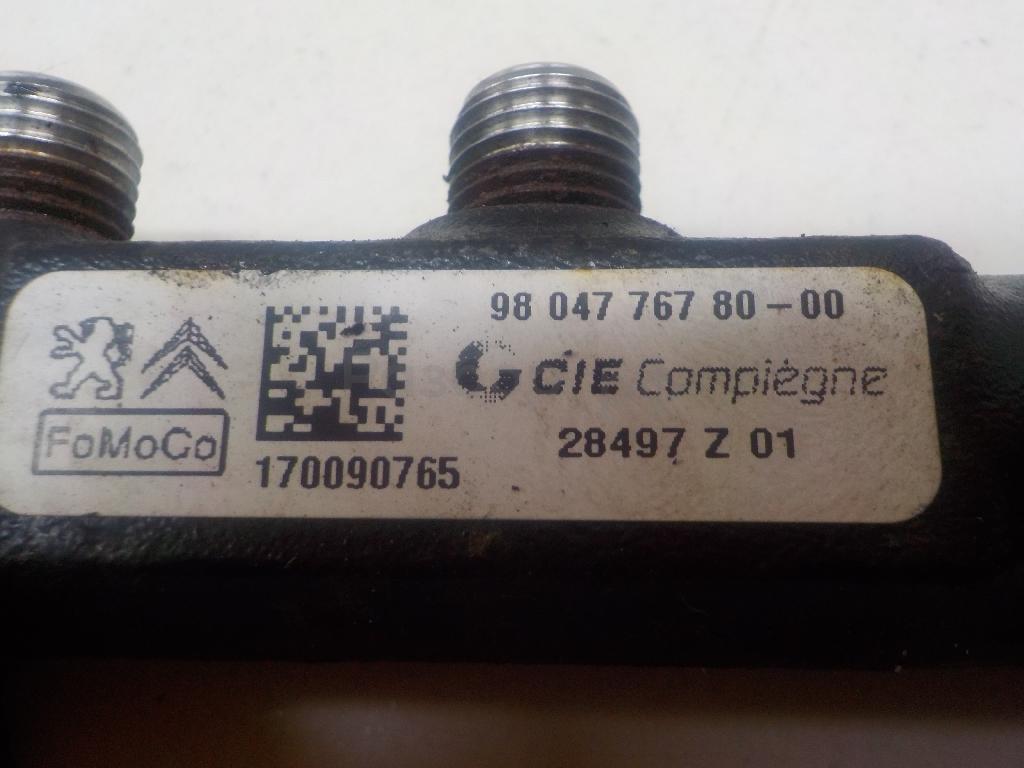 FoMoCo
170090765
98 047 767 80-00
CIE Compiègne
28497 Z 01